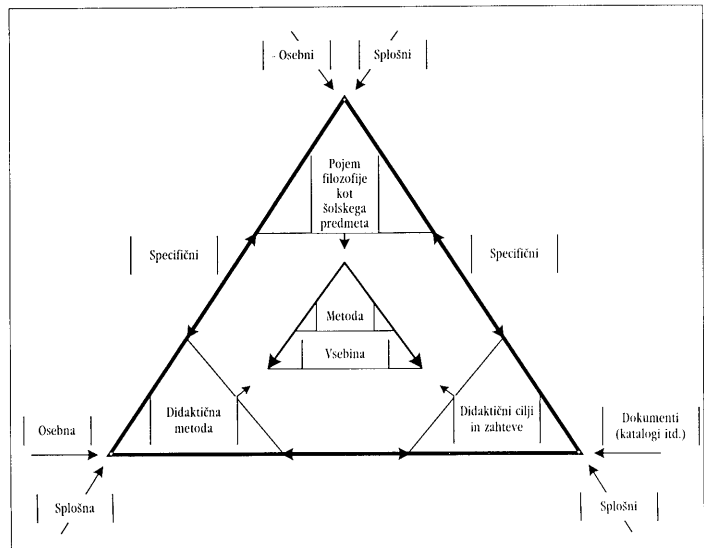 - Osebni
Splošni
Pojem
filozofije
kot
šolskega
predmeta
Specifični
Specifični
Metoda
Vsebina
Didaktična
metoda
Didaktični cilji
in zahteve
Osebna
Dokumenti
(katalogi itd.)
Splošna
Splošni